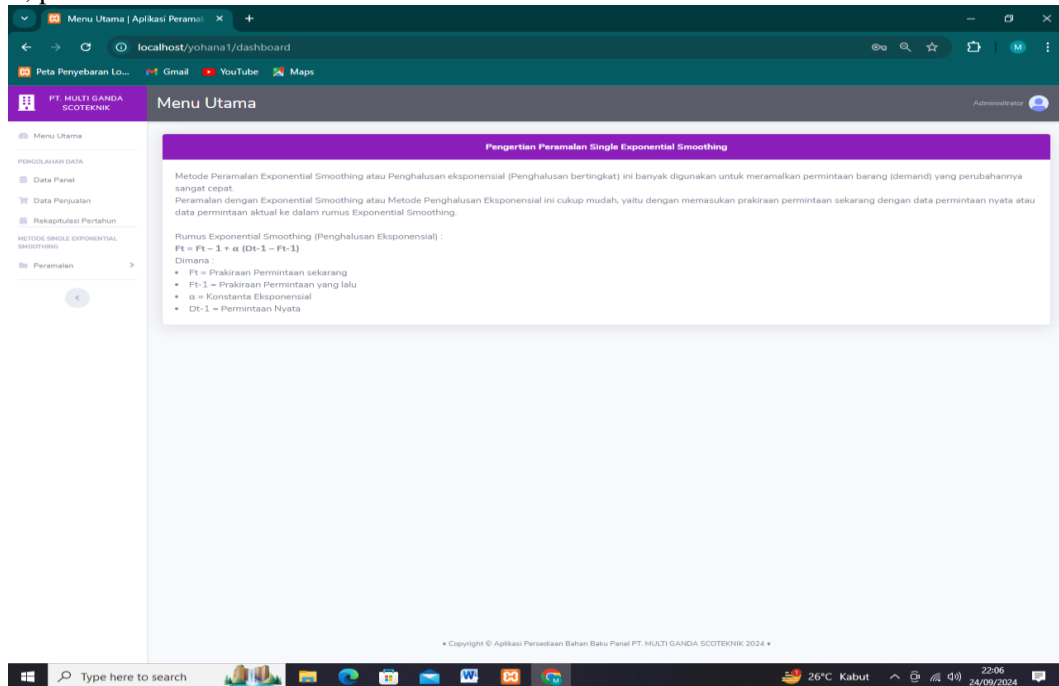 Menu Utama | Aplikasi Peramal
localhost/yohana1/dashboard
M
Peta Penyebaran Lo...
Gmail
YouTube
Maps
PT. MULTI GANDA
SCOTEKNIK
Menu Utama
Administrator
Menu Utama
PENGOLAHAN DATA
Data Panel
Data Penjualan
Rekapitulasi Pertahun
METODE SINGLE EXPONENTIAL
SMOOTHING
Peramalan
Pengertian Peramalan Single Exponential Smoothing
Metode Peramalan Exponential Smoothing atau Penghalusan eksponensial (Penghalusan bertingkat) ini banyak digunakan untuk meramalkan permintaan barang (demand) yang perubahannya
sangat cepat.
Peramalan dengan Exponential Smoothing atau Metode Penghalusan Eksponensial ini cukup mudah, yaitu dengan memasukan prakiraan permintaan sekarang dengan data permintaan nyata atau
data permintaan aktual ke dalam rumus Exponential Smoothing.
Rumus Exponential Smoothing (Penghalusan Eksponensial) :
Ft = Ft – 1 + α (Dt-1 – Ft-1)
Dimana :
• Ft = Prakiraan Permintaan sekarang
• Ft-1 = Prakiraan Permintaan yang lalu
• α = Konstanta Eksponensial
• Dt-1 = Permintaan Nyata
• Copyright © Aplikasi Persediaan Bahan Baku Panel PT. MULTI GANDA SCOTEKNIK 2024 •
Type here to search
26°C Kabut
22:06
24/09/2024